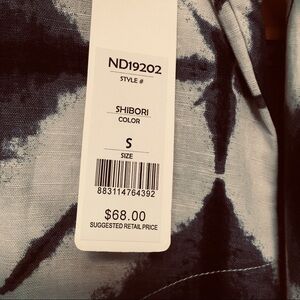 ND19202
STYLE #
SHIBORI
COLOR
S
SIZE
883114764392
$68.00
SUGGESTED RETAIL PRICE